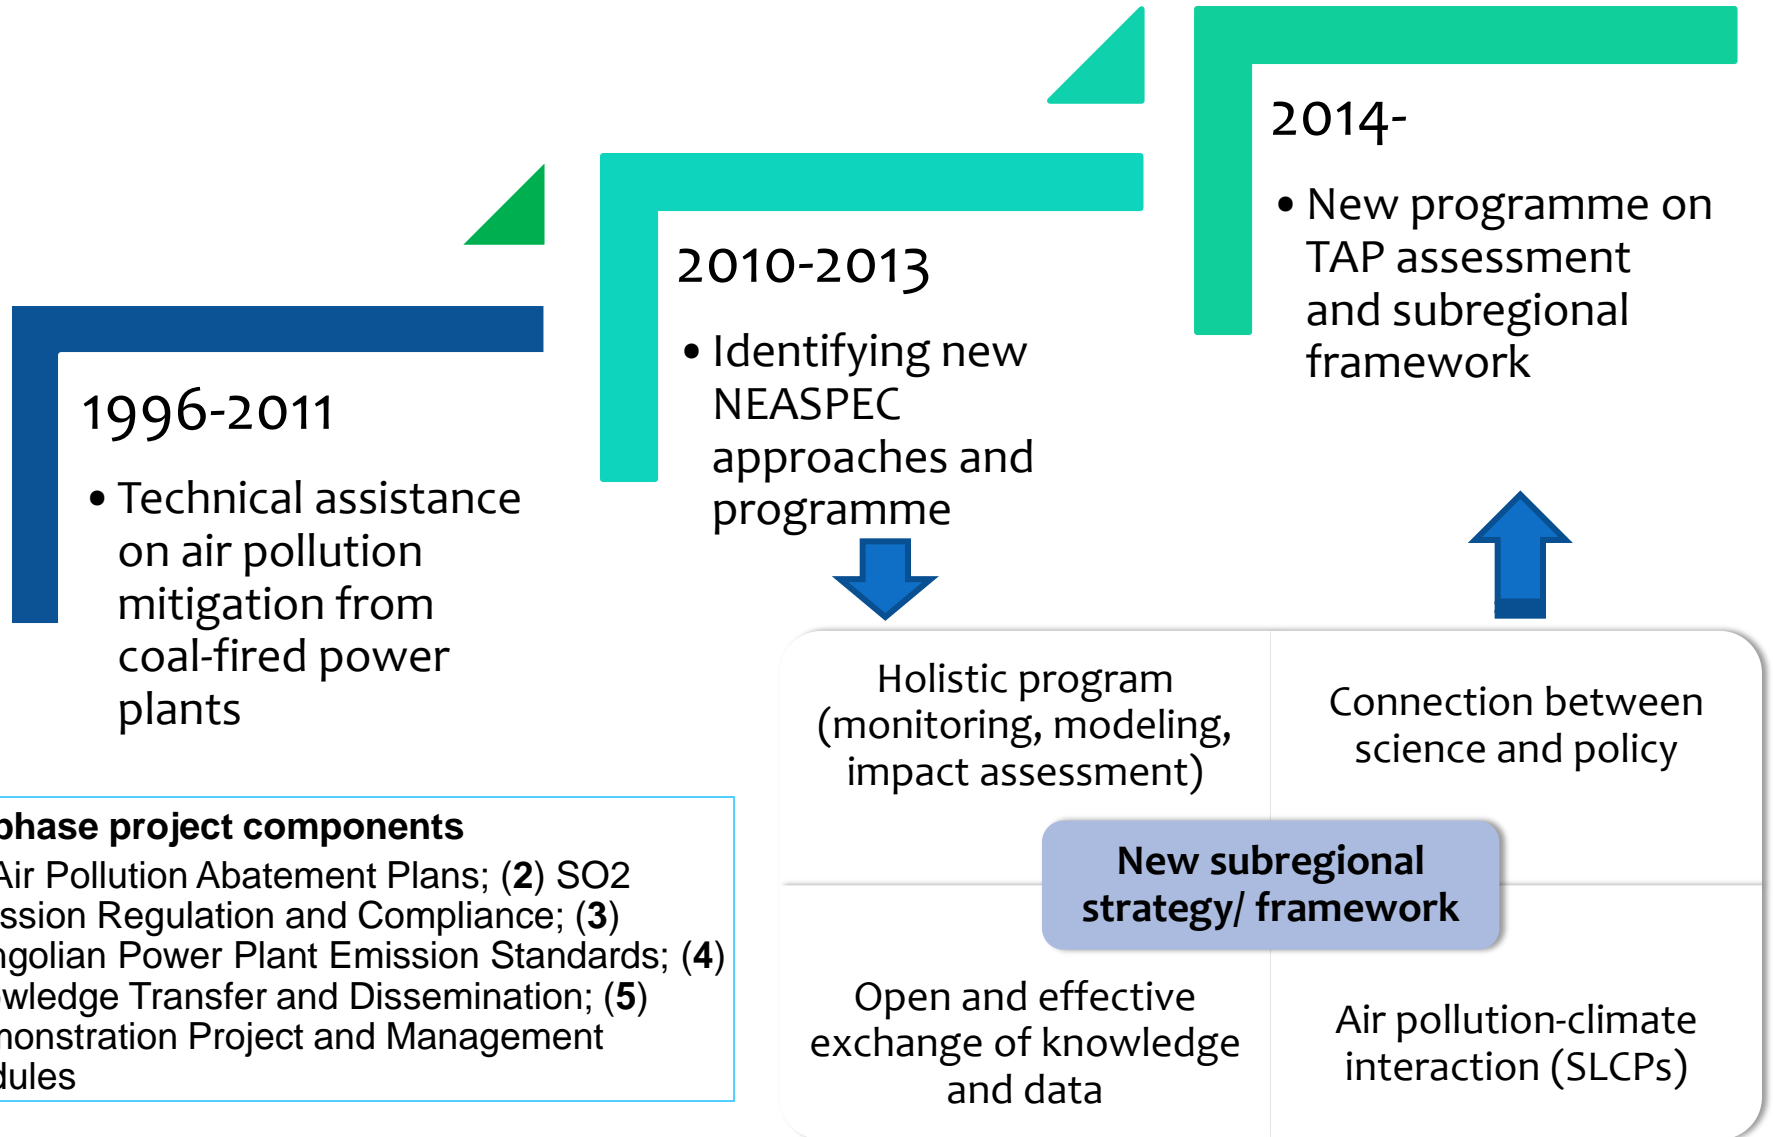 1996-2011
• Technical assistance
on air pollution
mitigation from
coal-fired power
plants
2010-2013
• Identifying new
NEASPEC
approaches and
programme
2014-
• New programme on
TAP assessment
and subregional
framework
phase project components
Air Pollution Abatement Plans; (2) SO2
ssion Regulation and Compliance; (3)
ngolian Power Plant Emission Standards; (4)
owledge Transfer and Dissemination; (5)
monstration Project and Management
dules
Holistic program
(monitoring, modeling,
impact assessment)
Connection between
science and policy
New subregional
strategy/ framework
Open and effective
exchange of knowledge
and data
Air pollution-climate
interaction (SLCPs)